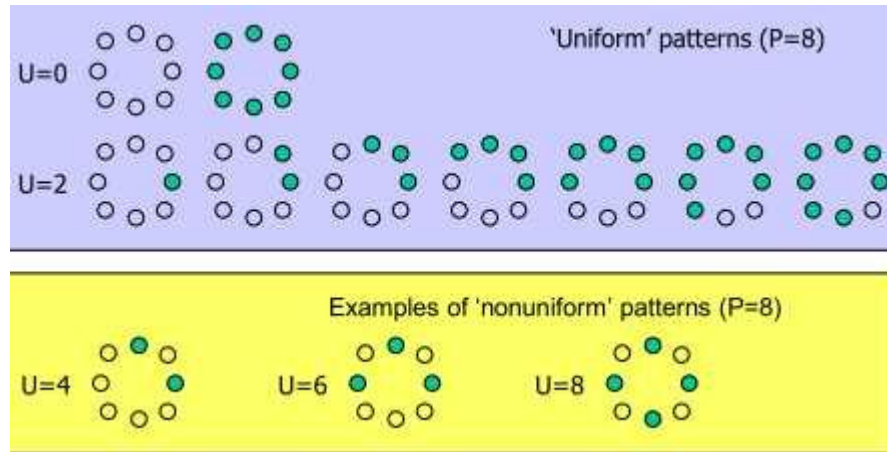 'Uniform' patterns (P=8)
U=0
U=2
Examples of 'nonuniform' patterns (P=8)
U=4 U=6 U=8